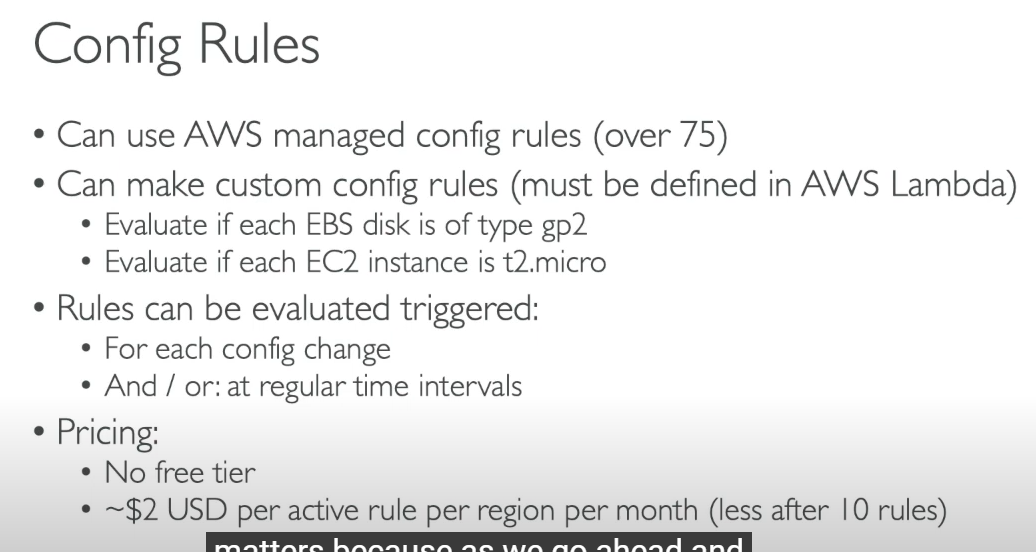 Config Rules
• Can use AWS managed config rules (over 75)
• Can make custom config rules (must be defined in AWS Lambda)
• Evaluate if each EBS disk is of type gp2
• Evaluate if each EC2 instance is t2.micro
• Rules can be evaluated triggered:
• For each config change
• And / or: at regular time intervals
• Pricing:
• No free tier
• ~$2 USD per active rule per region per month (less after 10 rules)
matters because as we go ahead and